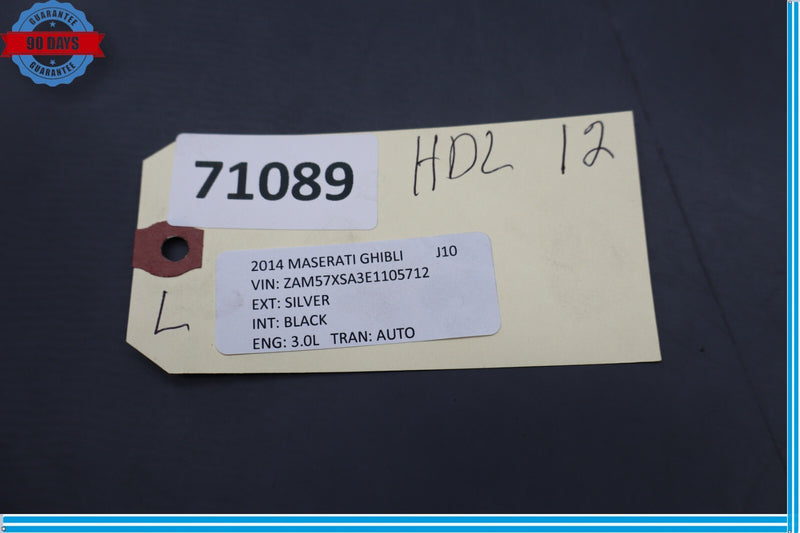 GUARANTEE
90 DAYS
GUARANTEE
71089
HDL 12
2014 MASERATI GHIBLI J10
VIN: ZAM57XSA3E1105712
EXT: SILVER
INT: BLACK
ENG: 3.0L TRAN: AUTO
L